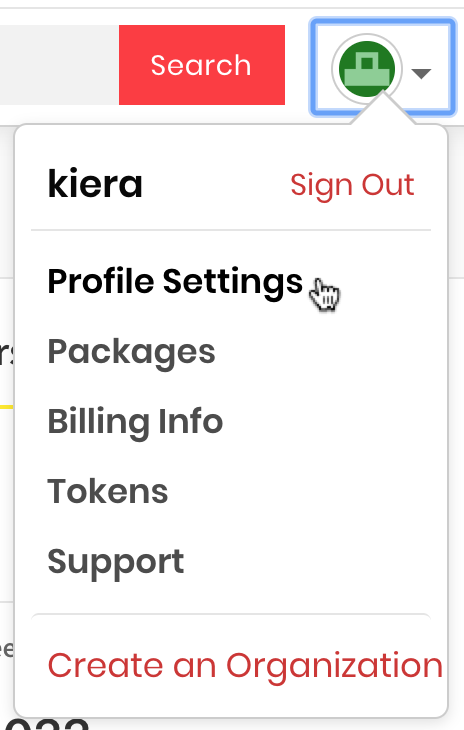 Search
kiera
Sign Out
Profile Settings
Packages
Billing Info
Tokens
Support
Create an Organization